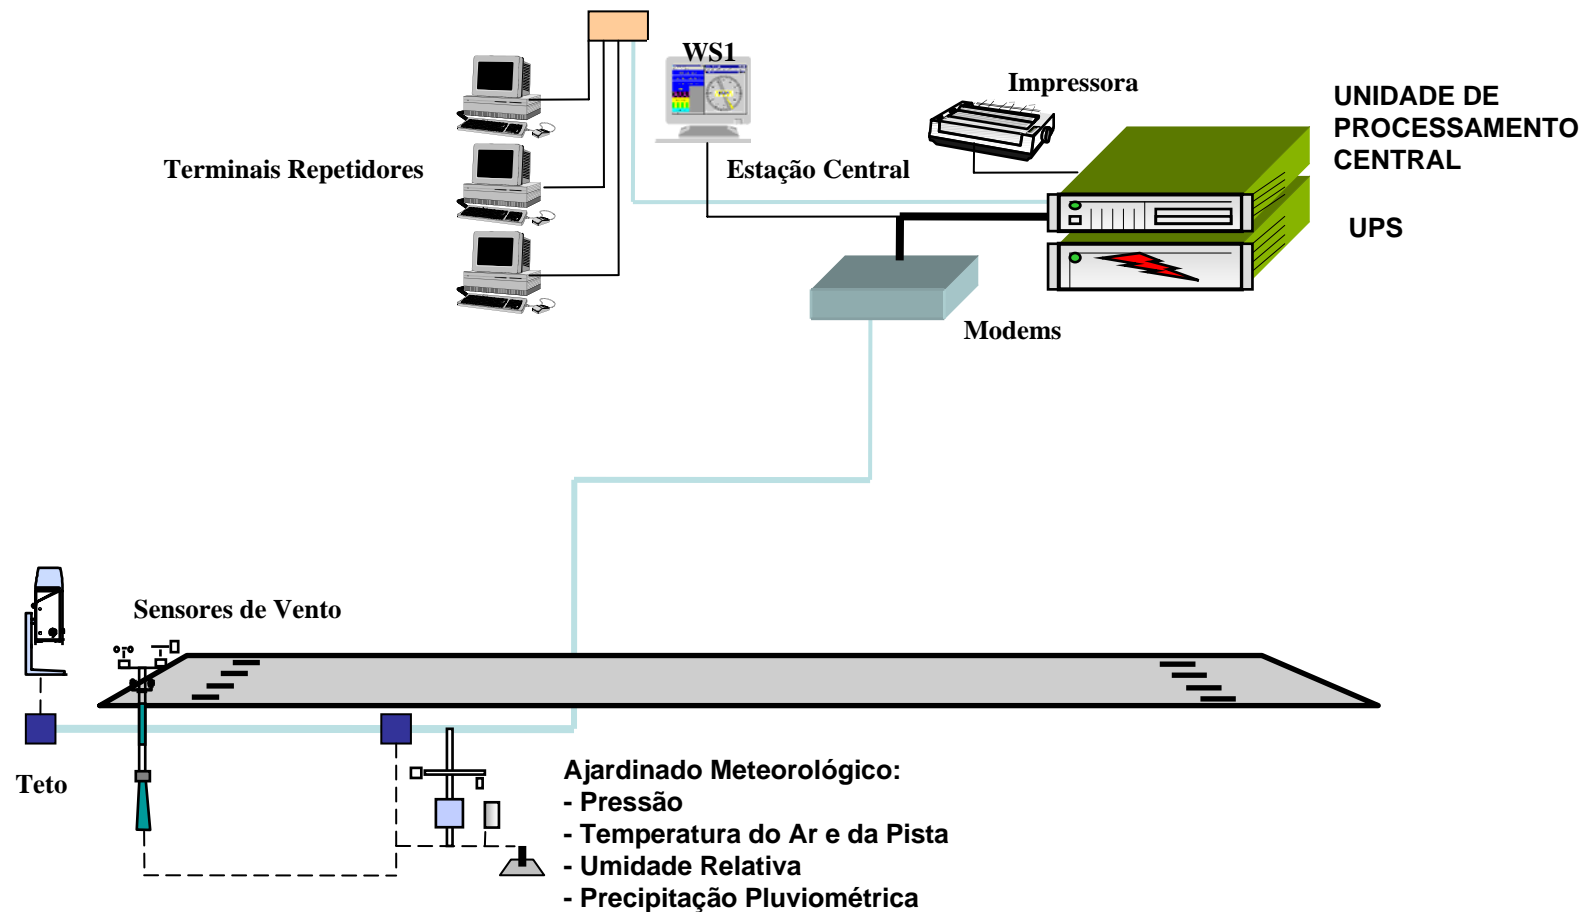 WS1
Impressora
UNIDADE DE
PROCESSAMENTO
CENTRAL
Terminais Repetidores
Estação Central
UPS
Modems
Sensores de Vento
Teto
Ajardinado Meteorológico:
- Pressão
- Temperatura do Ar e da Pista
- Umidade Relativa
- Precipitação Pluviométrica